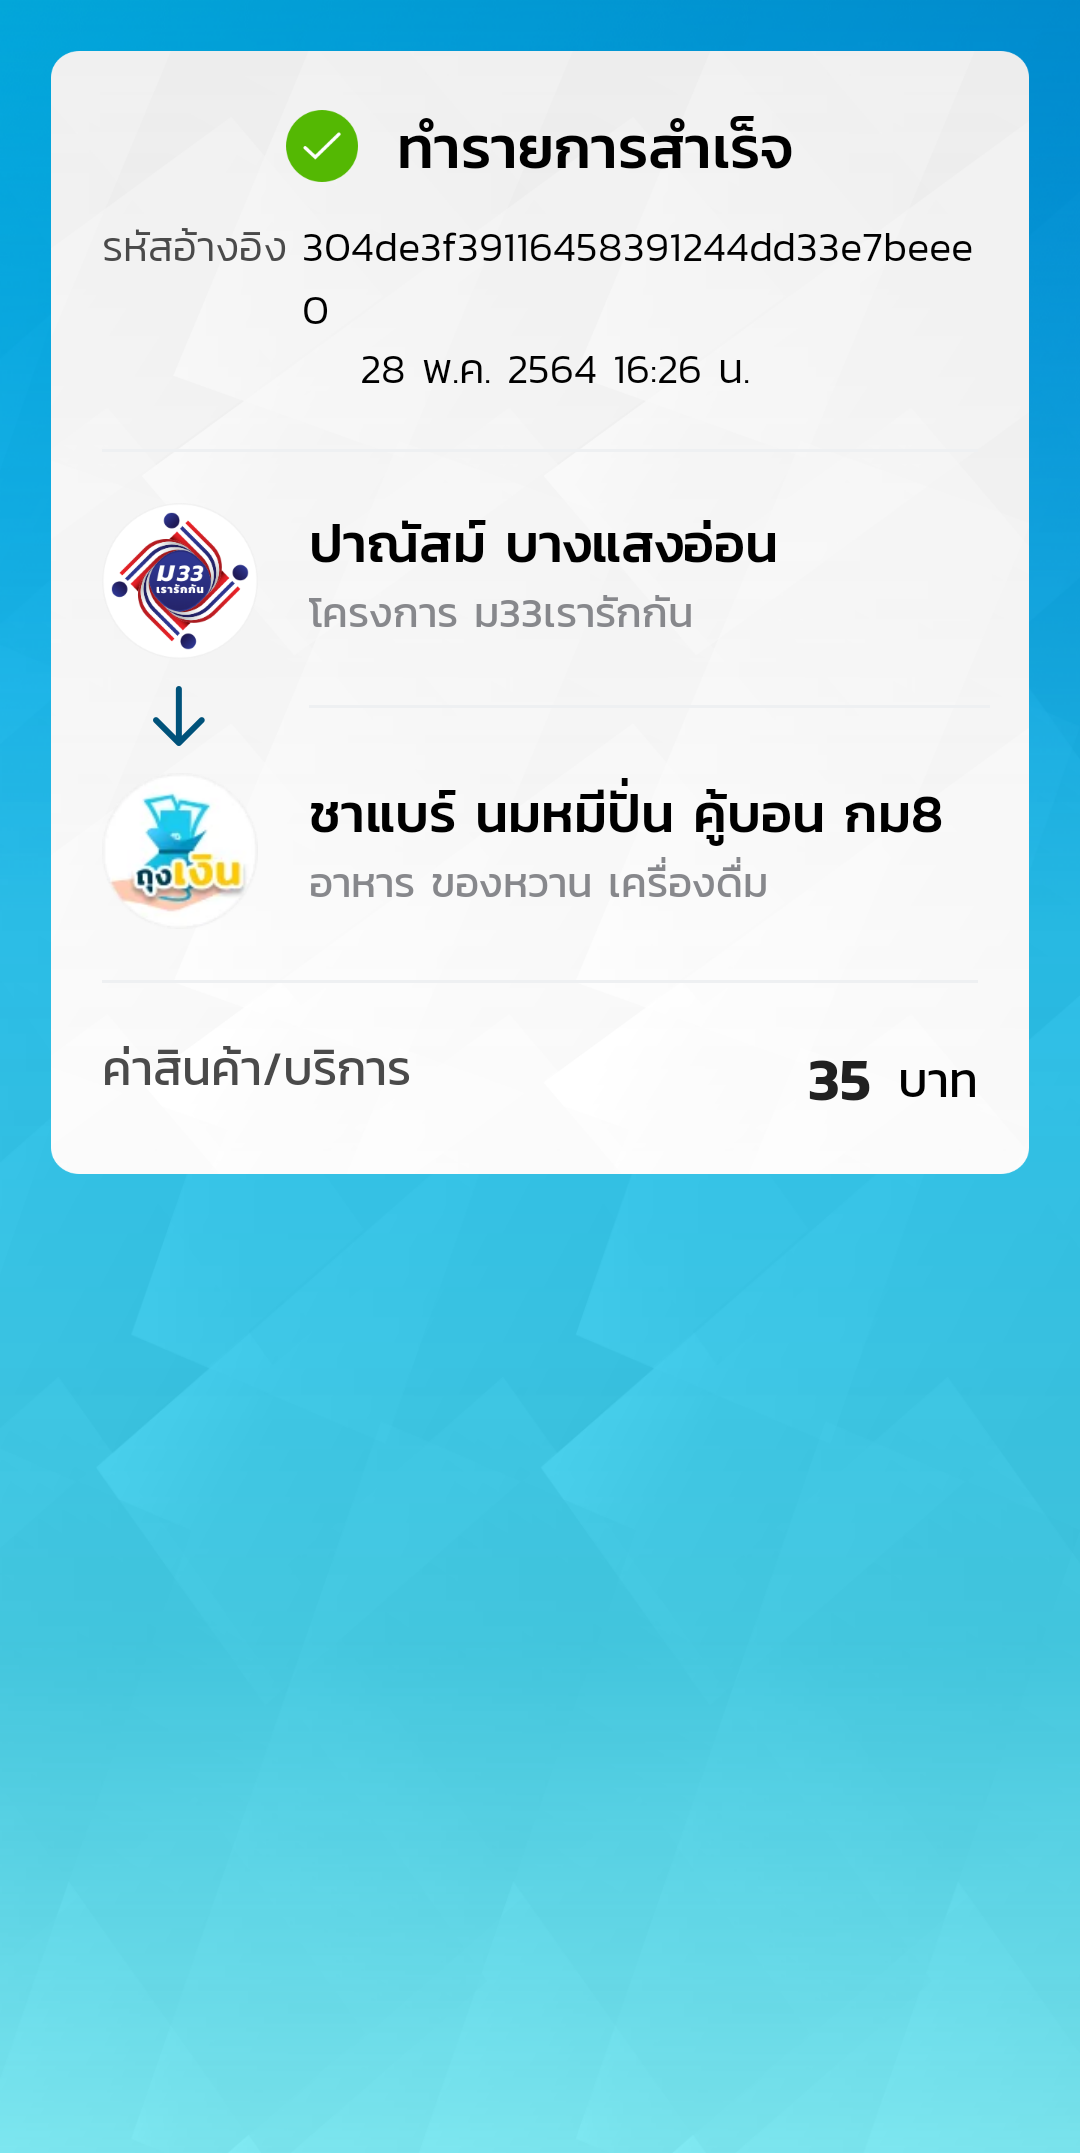 ทำรายการสำเร็จ
รหัสอ้างอิง 304de3f39116458391244dd33e7beee
0
28 พ.ค. 2564 16:26 น.
ม33
เรารักกัน
ปาณัสม์ บางแสงอ่อน
โครงการ ม33เรารักกัน
ถุงเงิน
ชาแบร์ นมหมีปั่น คู้บอน กม8
อาหาร ของหวาน เครื่องดื่ม
ค่าสินค้า/บริการ
35 บาท